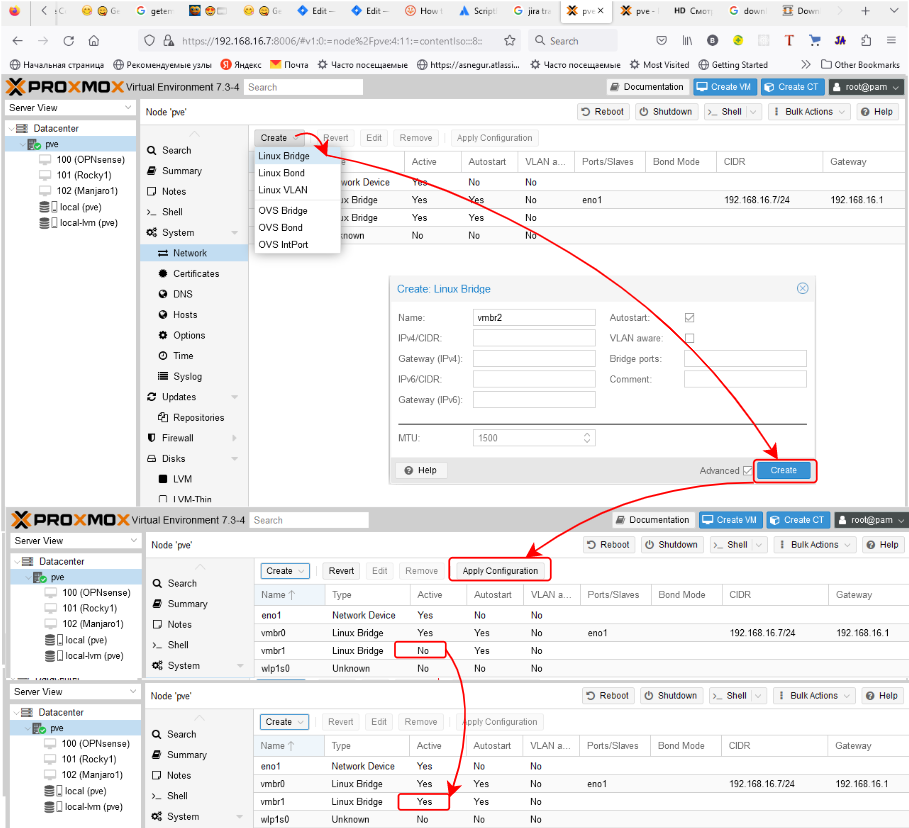 Ge
getem
Ge
Edit –
Edit –
How t
Script
jira tra
pve
pve -
HD Смотр
downl
Down
https://192.168.16.7:8006/#v1:0:=node%2Fpve:4:11:=contentIso:::8::
Search
Начальная страница Рекомендуемые узлы Яндекс Почта Часто посещаемые https://asnegur.atlassi... Часто посещаемые Most Visited Getting Started Other Bookmarks
PROXMOX Virtual Environment 7.3-4 Search Documentation Create VM Create CT root@pam
Server View
Node 'pve'
Reboot Shutdown Shell Bulk Actions Help
Datacenter
pve
100 (OPNsense)
101 (Rocky1)
102 (Manjaro1)
local (pve)
local-lvm (pve)
Search
Summary
Notes
Shell
System
Network
Certificates
DNS
Hosts
Options
Time
Syslog
Updates
Repositories
Firewall
Disks
LVM
LVM-Thin
Create Revert Edit Remove Apply Configuration
Linux Bridge
Linux Bond
Linux VLAN
OVS Bridge
OVS Bond
OVS IntPort
Active Autostart VLAN a... Ports/Slaves Bond Mode CIDR Gateway
work Device Yes No No
ux Bridge Yes Yes No eno1 192.168.16.7/24 192.168.16.1
ux Bridge Yes Yes No
known No No No
Create: Linux Bridge
Name: vmbr2 Autostart:
IPv4/CIDR: VLAN aware:
Gateway (IPv4): Bridge ports:
IPv6/CIDR: Comment:
Gateway (IPv6):
MTU: 1500
Help Advanced Create
PROXMOX Virtual Environment 7.3-4 Search Documentation Create VM Create CT root@pam
Server View
Node 'pve'
Reboot Shutdown Shell Bulk Actions Help
Datacenter
pve
100 (OPNsense)
101 (Rocky1)
102 (Manjaro1)
local (pve)
local-lvm (pve)
Search
Summary
Notes
Shell
System
Create Revert Edit Remove Apply Configuration
Name Type Active Autostart VLAN a... Ports/Slaves Bond Mode CIDR Gateway
eno1 Network Device Yes No No
vmbr0 Linux Bridge Yes Yes No eno1 192.168.16.7/24 192.168.16.1
vmbr1 Linux Bridge No Yes No
wlp1s0 Unknown No No No
Server View
Node 'pve'
Reboot Shutdown Shell Bulk Actions Help
Datacenter
pve
100 (OPNsense)
101 (Rocky1)
102 (Manjaro1)
local (pve)
local-lvm (pve)
Search
Summary
Notes
Shell
System
Create Revert Edit Remove Apply Configuration
Name Type Active Autostart VLAN a... Ports/Slaves Bond Mode CIDR Gateway
eno1 Network Device Yes No No
vmbr0 Linux Bridge Yes Yes No eno1 192.168.16.7/24 192.168.16.1
vmbr1 Linux Bridge Yes Yes No
wlp1s0 Unknown No No No